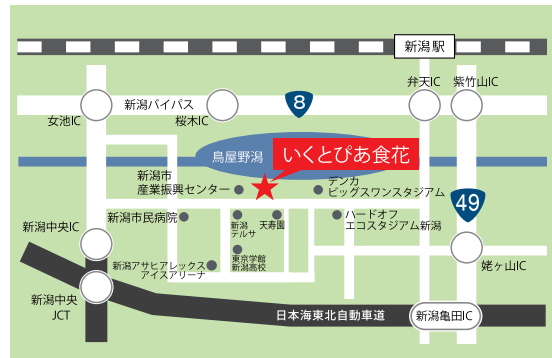 新潟駅
弁天IC
紫竹山IC
8
新潟バイパス
女池IC
桜木IC
鳥屋野潟
いくとぴあ食花
新潟市
産業振興センター
デンカ
ビッグスワンスタジアム
49
新潟市民病院
新潟
テルサ
天寿園
ハードオフ
エコスタジアム新潟
新潟中央IC
東京学館
新潟高校
新潟アサヒアレックス
アイスアリーナ
姥ヶ山IC
新潟中央
JCT
日本海東北自動車道
新潟亀田IC